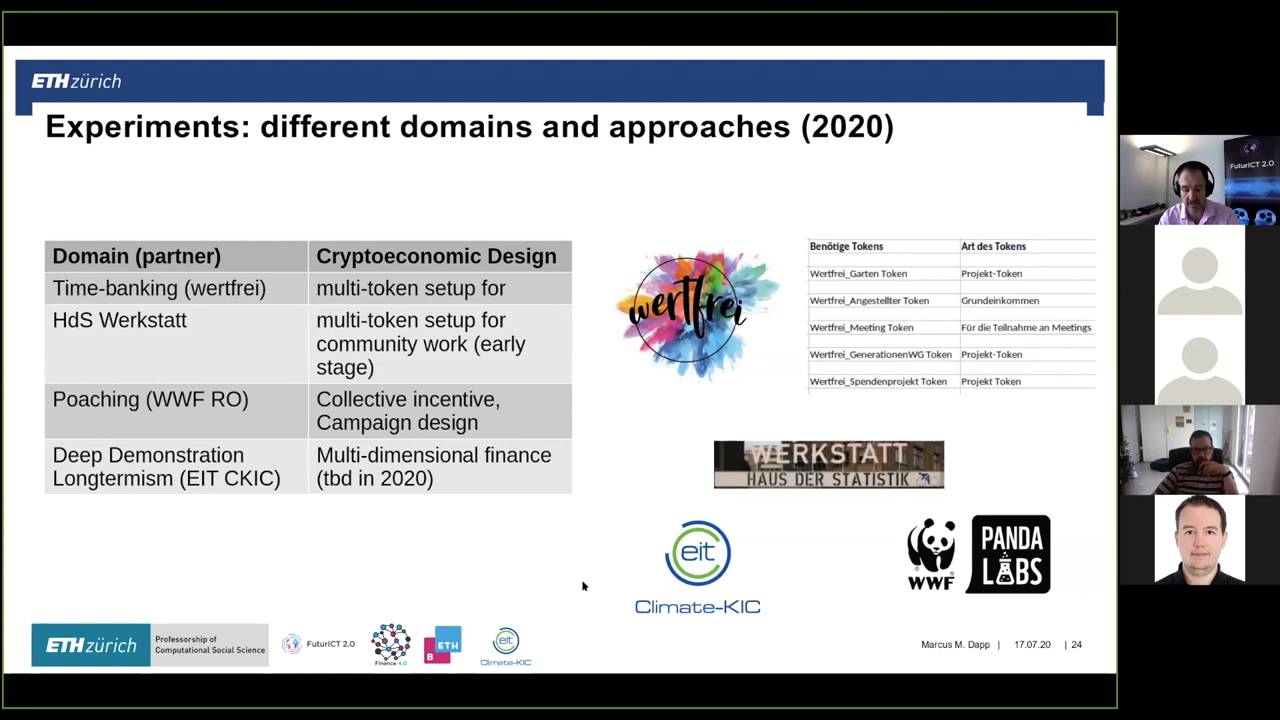 ETH zürich
Experiments: different domains and approaches (2020)
Domain (partner)
Cryptoeconomic Design
Time-banking (wertfrei)
multi-token setup for
HdS Werkstatt
multi-token setup for
community work (early
stage)
Poaching (WWF RO)
Collective incentive,
Campaign design
Deep Demonstration
Longtermism (EIT CKIC)
Multi-dimensional finance
(tbd in 2020)
wertfrei
Benötige Tokens
Art des Tokens
Wertfrei_Garten Token
Projekt-Token
Wertfrei_Angestellter Token
Grundeinkommen
Wertfrei_Meeting Token
Für die Teilnahme an Meetings
Wertfrei_GenerationenWG Token
Projekt-Token
Wertfrei_Spendenprojekt Token
Projekt Token
WERKSTATT
HAUS DER STATISTIK
eit
Climate-KIC
WWF
PANDA
LABS
ETH zürich
Professorship of
Computational Social Science
FuturICT 2.0
Finance 4.0
B
ETH
eit
Climate-KIC
Marcus M. Dapp |
17.07.20
| 24
FuturICT 2.0